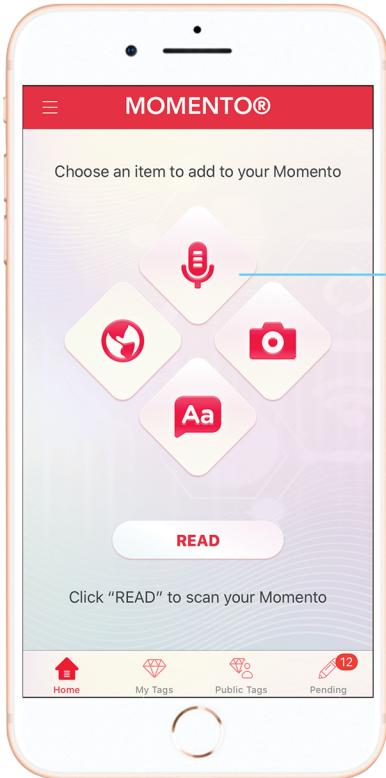 MOMENTO®
Choose an item to add to your Momento
Aa
READ
Click “READ” to scan your Momento
12
Home
My Tags
Public Tags
Pending